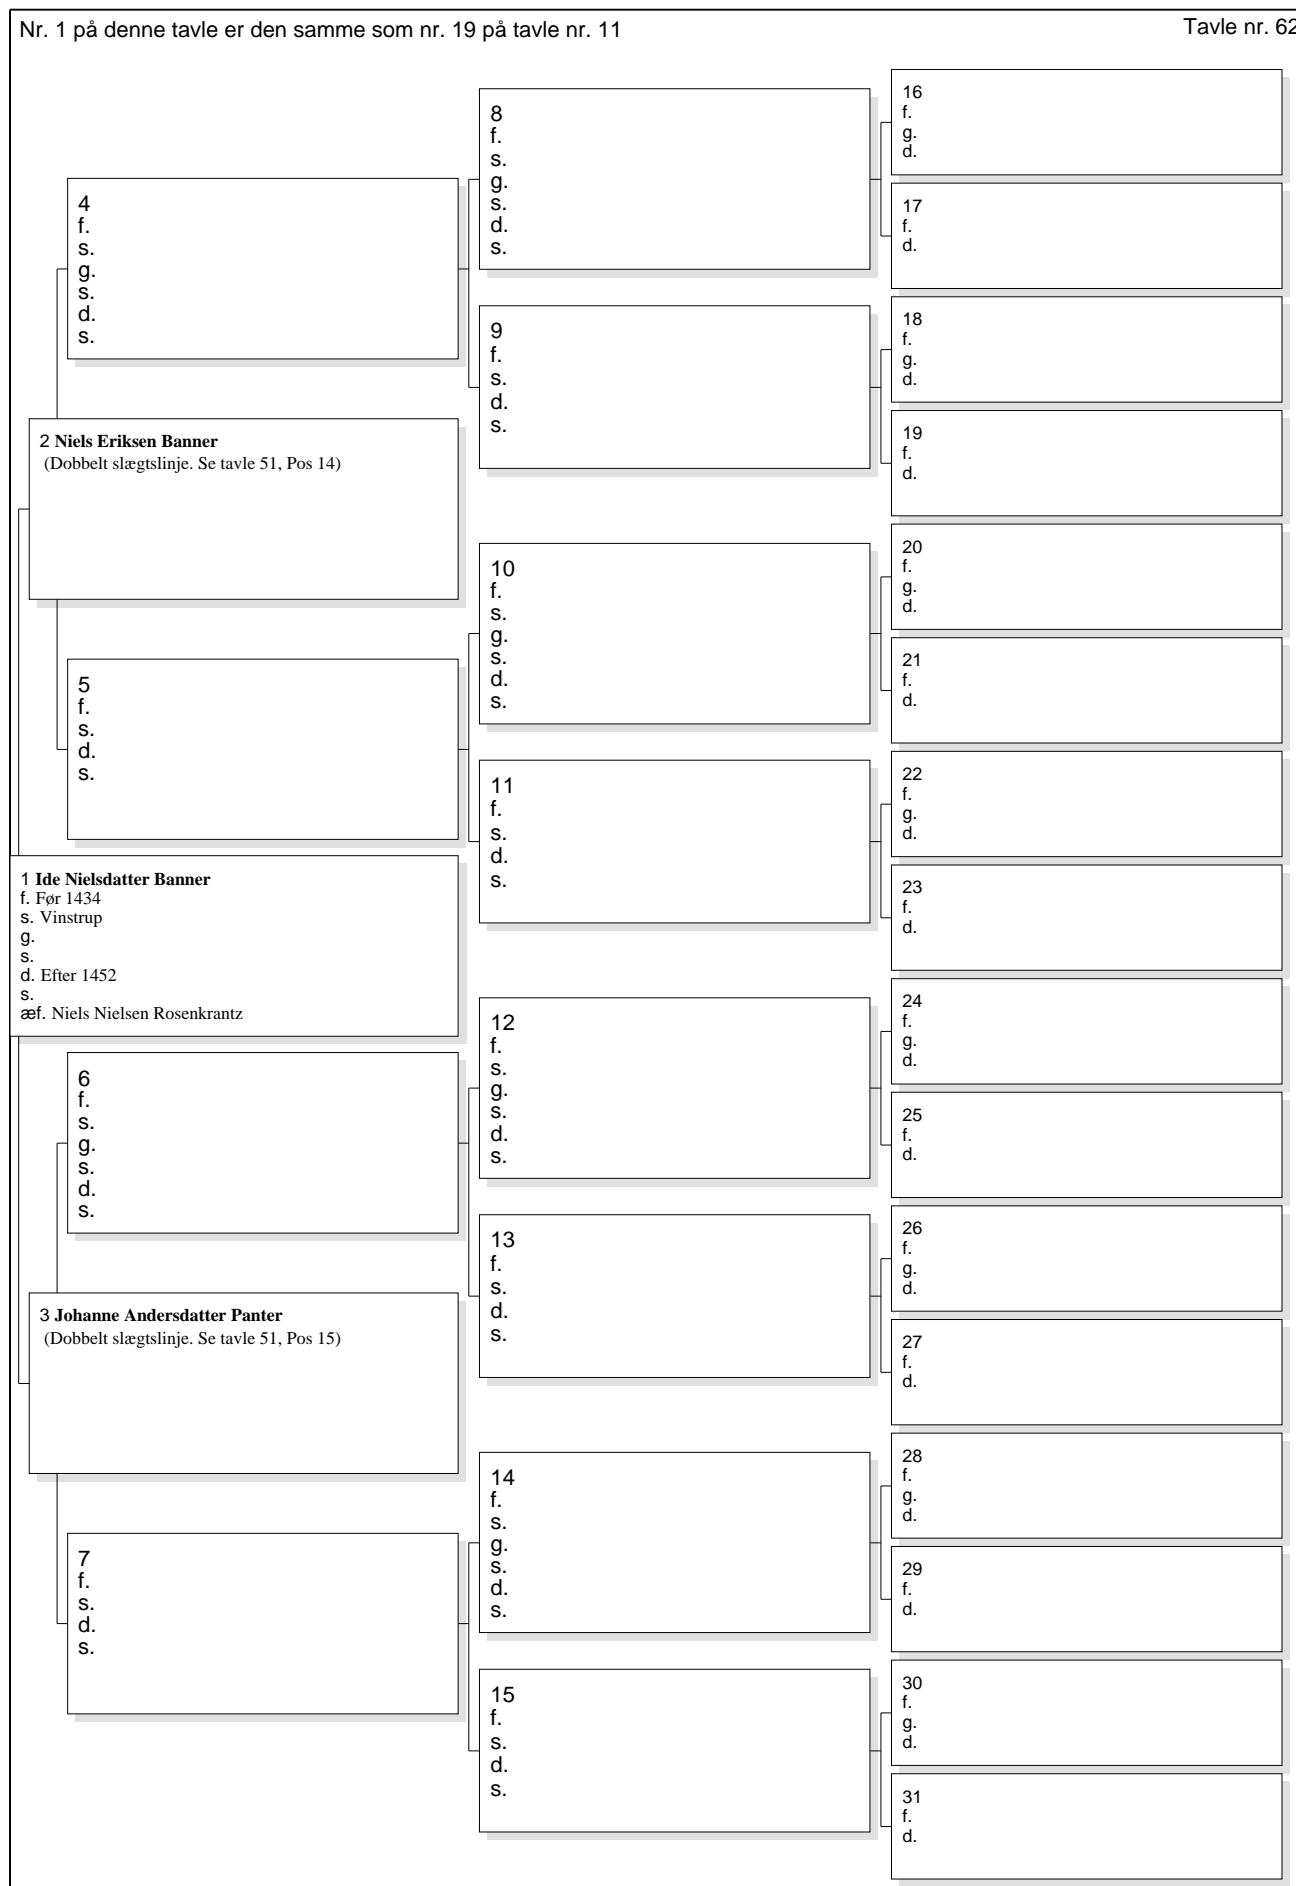 Nr. 1 på denne tavle er den samme som nr. 19 på tavle nr. 11
Tavle nr. 62
16
f.
g.
d.
8
f.
s.
g.
s.
d.
s.
17
f.
d.
4
f.
s.
g.
s.
d.
s.
18
f.
g.
d.
9
f.
s.
d.
s.
19
f.
d.
2 Niels Eriksen Banner
(Dobbelt slægtslinje. Se tavle 51, Pos 14)
20
f.
g.
d.
10
f.
s.
g.
s.
d.
s.
21
f.
d.
5
f.
s.
d.
s.
22
f.
g.
d.
11
f.
s.
d.
s.
23
f.
d.
1 Ide Nielsdatter Banner
f. Før 1434
s. Vinstrup
g.
s.
d. Efter 1452
s.
æf. Niels Nielsen Rosenkrantz
24
f.
g.
d.
12
f.
s.
g.
s.
d.
s.
25
f.
d.
6
f.
s.
g.
s.
d.
s.
26
f.
g.
d.
13
f.
s.
d.
s.
27
f.
d.
3 Johanne Andersdatter Panter
(Dobbelt slægtslinje. Se tavle 51, Pos 15)
28
f.
g.
d.
14
f.
s.
g.
s.
d.
s.
29
f.
d.
7
f.
s.
d.
s.
30
f.
g.
d.
15
f.
s.
d.
s.
31
f.
d.